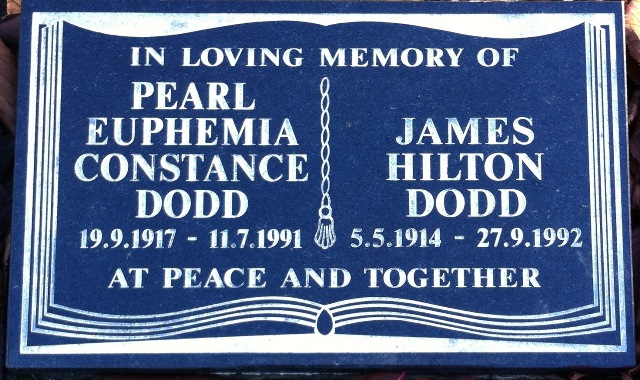 IN LOVING MEMORY OF
PEARL
EUPHEMIA
CONSTANCE
DODD
19.9.1917 - 11.7.1991
JAMES
HILTON
DODD
5.5.1914 - 27.9.1992
AT PEACE AND TOGETHER